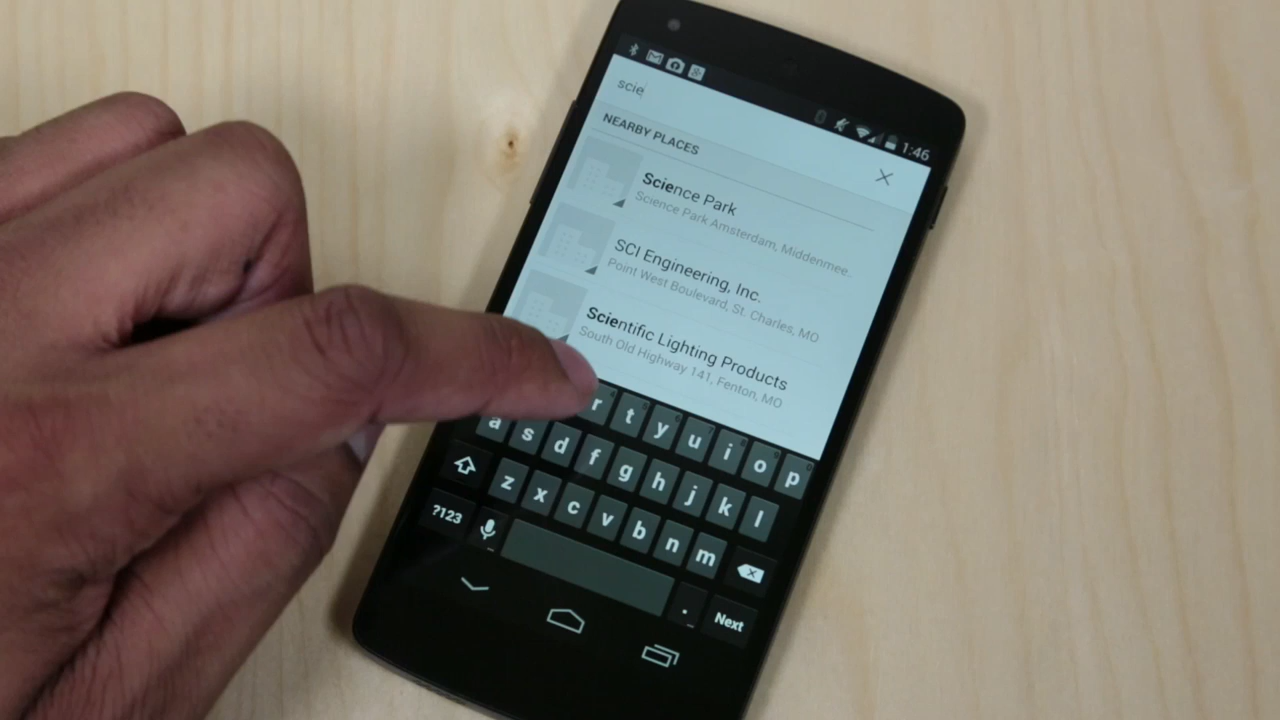 1:46
scie
NEARBY PLACES
Science Park
Science Park Amsterdam, Middenmee..
SCI Engineering, Inc.
Point West Boulevard, St. Charles, MO
Scientific Lighting Products
South Old Highway 141, Fenton, MO
r t y u i o p
a s d f g h j k l
z x c v b n m
?123 . Next